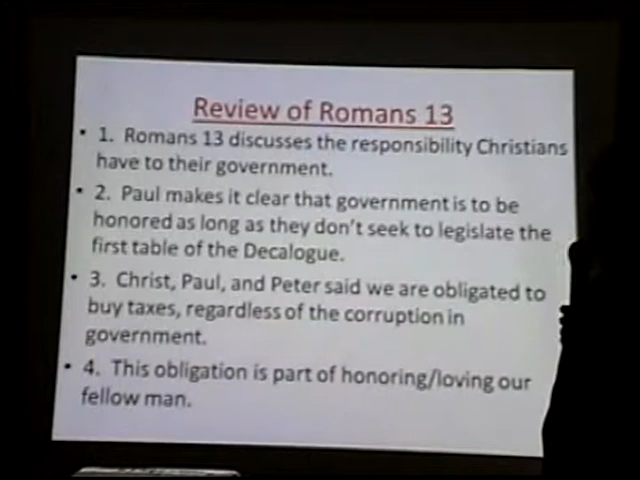 Review of Romans 13
• 1. Romans 13 discusses the responsibility Christians
have to their government.
• 2. Paul makes it clear that government is to be
honored as long as they don't seek to legislate the
first table of the Decalogue.
• 3. Christ, Paul, and Peter said we are obligated to
buy taxes, regardless of the corruption in
government.
• 4. This obligation is part of honoring/loving our
fellow man.